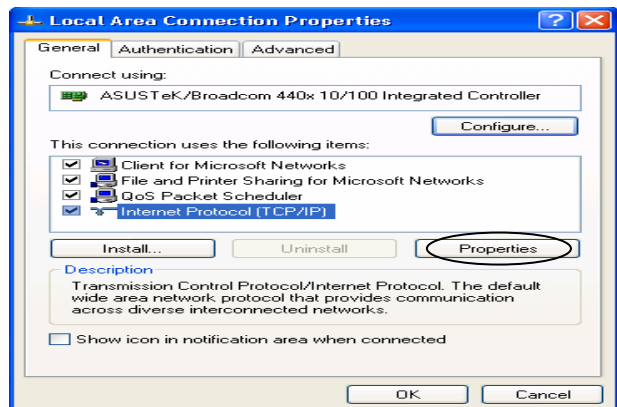 Local Area Connection Properties
General Authentication Advanced
Connect using:
ASUSTeK/Broadcom 440x 10/100 Integrated Controller
Configure...
This connection uses the following items:
Client for Microsoft Networks
File and Printer Sharing for Microsoft Networks
QoS Packet Scheduler
Internet Protocol (TCP/IP)
Install... Uninstall Properties
Description
Transmission Control Protocol/Internet Protocol. The default
wide area network protocol that provides communication
across diverse interconnected networks.
Show icon in notification area when connected
OK Cancel